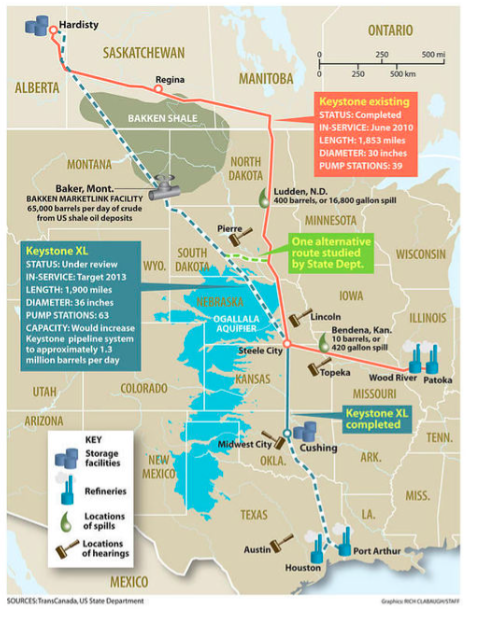 Hardisty
ONTARIO
SASKATCHEWAN
0 250 500 mi
0 250 500 km
MANITOBA
ALBERTA
Regina
Keystone existing
STATUS: Completed
IN-SERVICE: June 2010
LENGTH: 1,853 miles
DIAMETER: 30 inches
PUMP STATIONS: 39
BAKKEN SHALE
MONTANA
NORTH
DAKOTA
Baker, Mont.
BAKKEN MARKETLINK FACILITY
65,000 barrels per day of crude
from US shale oil deposits
Ludden, N.D.
400 barrels, or 16,800 gallon spill
MINNESOTA
Pierre
One alternative
route studied
by State Dept.
WISCONSIN
Keystone XL
STATUS: Under review
IN-SERVICE: Target 2013
LENGTH: 1,900 miles
DIAMETER: 36 inches
PUMP STATIONS: 63
CAPACITY: Would increase
Keystone pipeline system
to approximately 1.3
million barrels per day
WYO.
SOUTH
DAKOTA
NEBRASKA
OGALLALA
AQUIFIER
IOWA
Lincoln
ILLINOIS
Bendena, Kan.
10 barrels, or
420 gallon spill
Steele City
Topeka
Wood River
Patoka
UTAH
COLORADO
KANSAS
MISSOURI
Keystone XL
completed
ARIZONA
KEY
Storage
facilities
Refineries
Locations
of spills
Locations
of hearings
Midwest City
Cushing
TENN.
NEW
MEXICO
OKLA.
ARK.
MISS.
TEXAS
LA.
Austin
Port Arthur
Houston
MEXICO
SOURCES: TransCanada, US State Department
Graphics: RICH CLABAUGH/STAFF